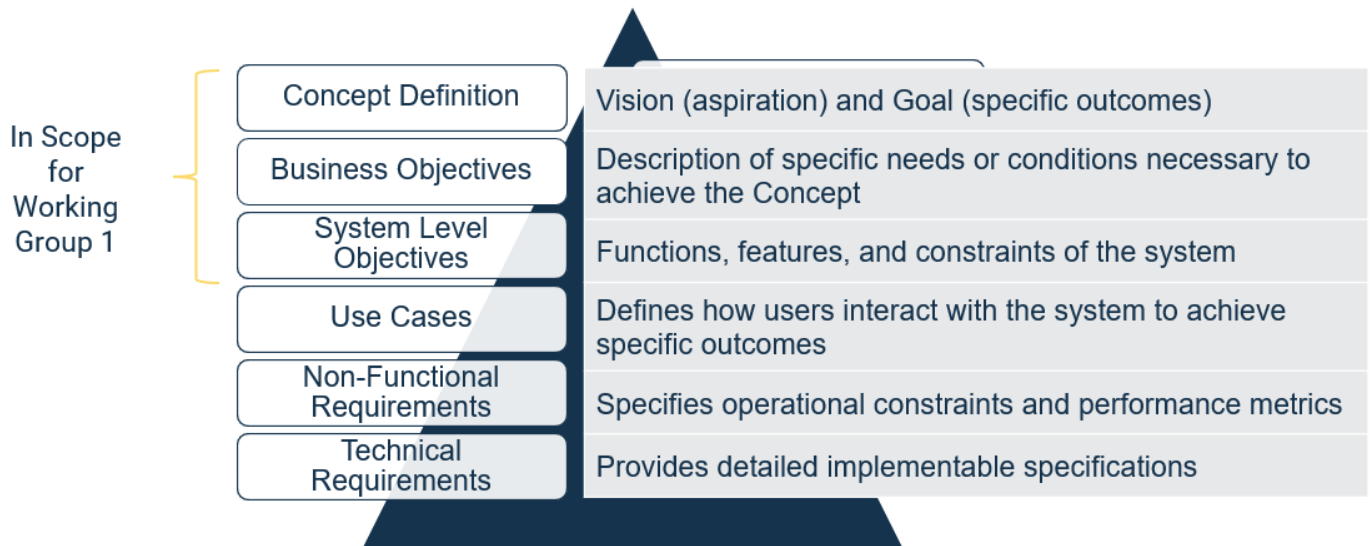 In Scope
for
Working
Group 1
Concept Definition
Vision (aspiration) and Goal (specific outcomes)
Business Objectives
Description of specific needs or conditions necessary to
achieve the Concept
System Level
Objectives
Functions, features, and constraints of the system
Use Cases
Defines how users interact with the system to achieve
specific outcomes
Non-Functional
Requirements
Specifies operational constraints and performance metrics
Technical
Requirements
Provides detailed implementable specifications